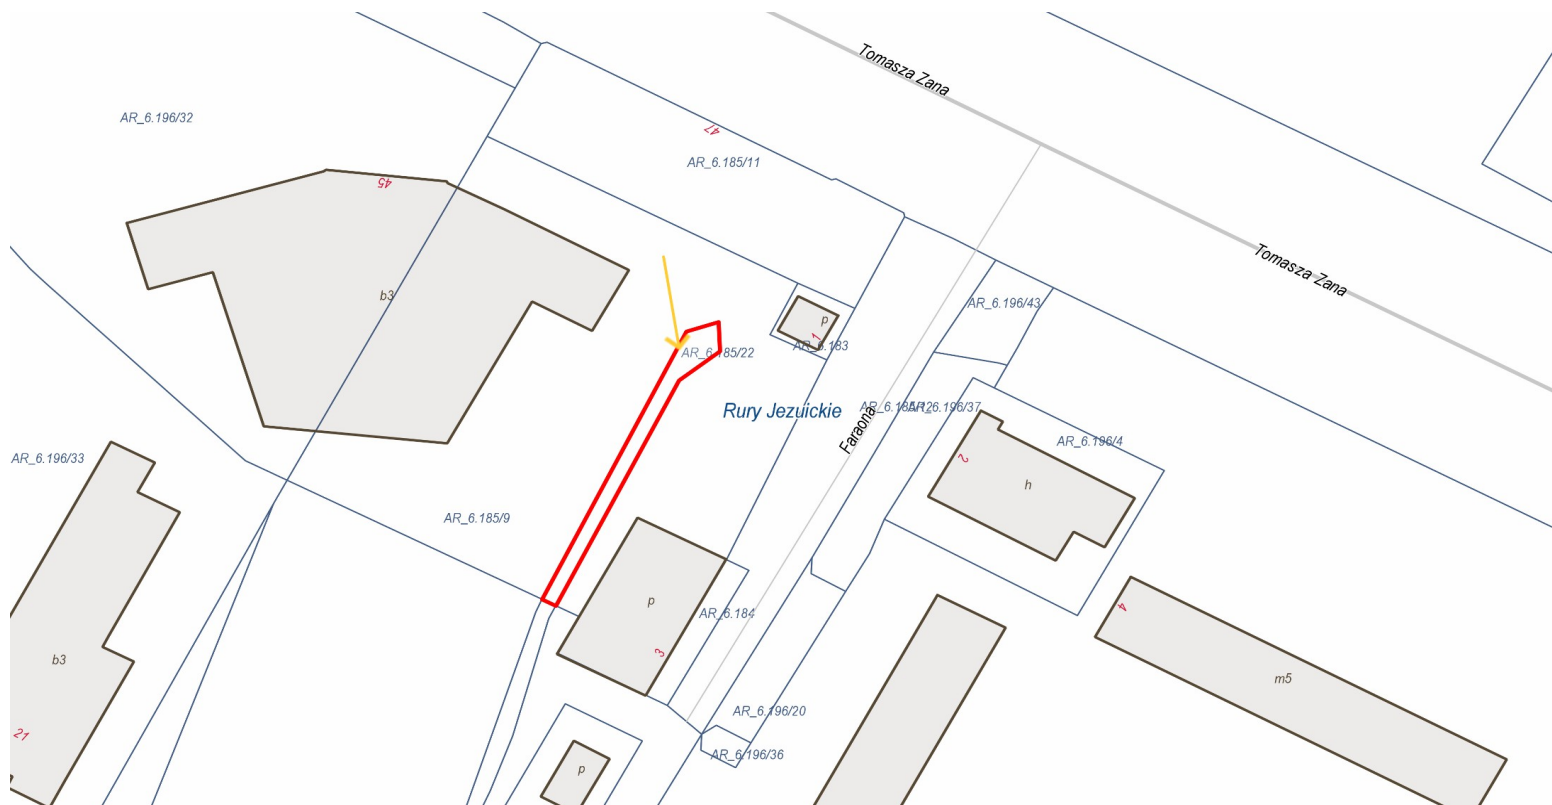 Tomasza Zana
AR_6.196/32
47
AR_6.185/11
45
Tomasza Zana
b3
AR_6.196/43
p
1
AR_6.183
AR_6.185/22
Rury Jezuickie
AR_6.196/37
Faraona
AR_6.196/4
AR_6.196/33
2
h
AR_6.185/9
p
4
AR_6.184
3
b3
m5
AR_6.196/20
21
AR_6.196/36
p